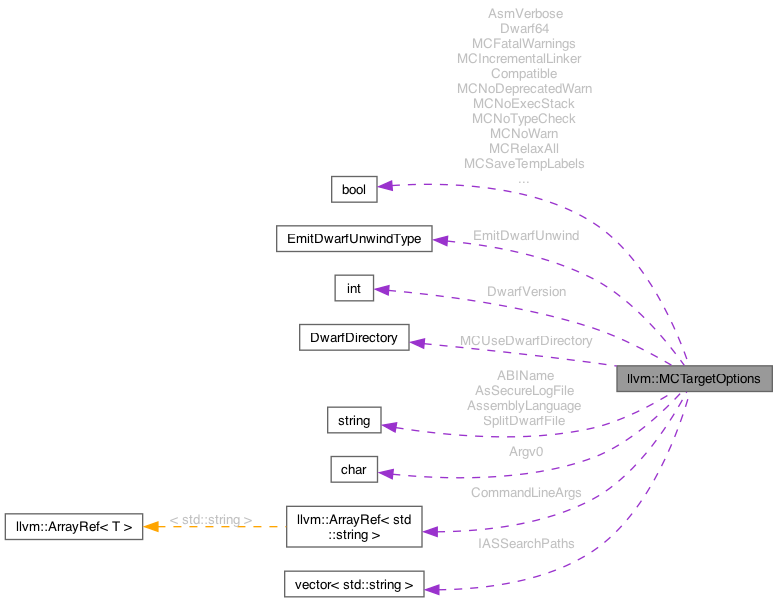 AsmVerbose
Dwarf64
MCFatalWarnings
MCIncrementalLinker
Compatible
MCNoDeprecatedWarn
MCNoExecStack
MCNoTypeCheck
MCNoWarn
MCRelaxAll
MCSaveTempLabels
...
bool
EmitDwarfUnwindType
EmitDwarfUnwind
int
DwarfVersion
DwarfDirectory
MCUseDwarfDirectory
llvm::MCTargetOptions
ABIName
AsSecureLogFile
AssemblyLanguage
SplitDwarfFile
string
Argv0
char
CommandLineArgs
llvm::ArrayRef< T >
< std::string >
llvm::ArrayRef< std
::string >
IASSearchPaths
vector< std::string >